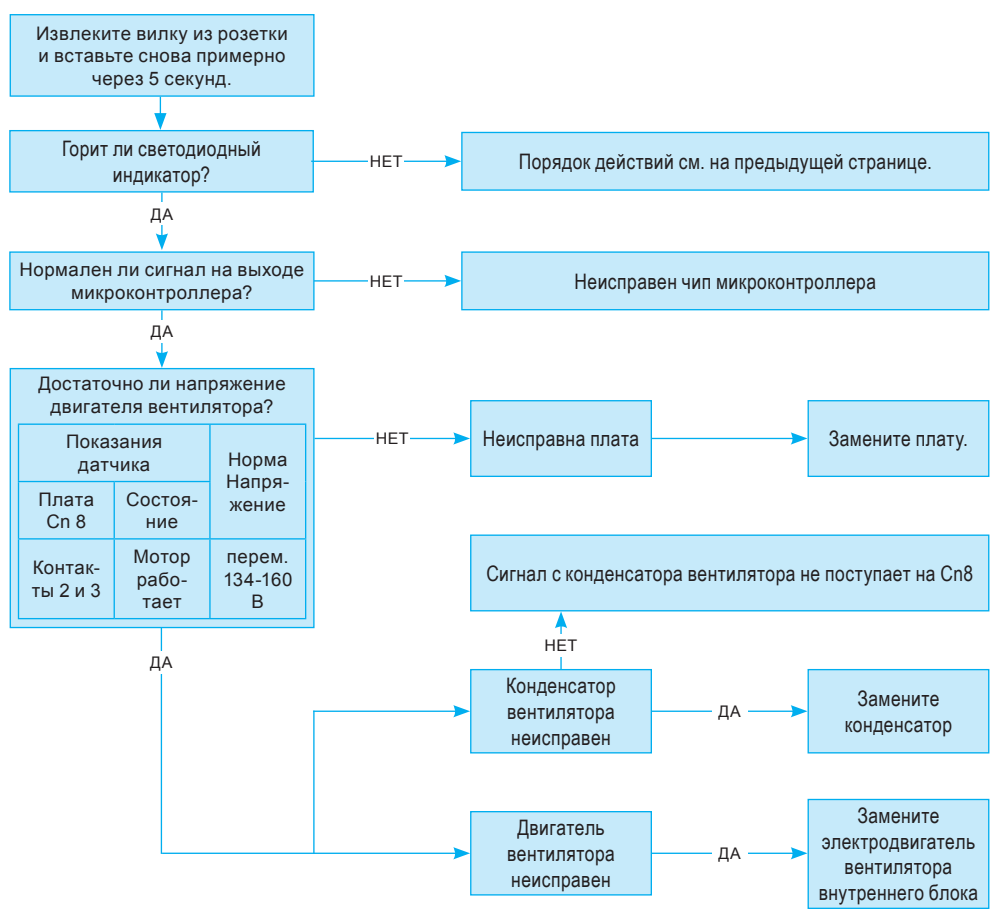 Извлеките вилку из розетки
и вставьте снова примерно
через 5 секунд.
Горит ли светодиодный
индикатор?
НЕТ
Порядок действий см. на предыдущей странице.
ДА
Нормален ли сигнал на выходе
микроконтроллера?
НЕТ
Неисправен чип микроконтроллера
ДА
Достаточно ли напряжение
двигателя вентилятора?
Показания
датчика
Норма
Напря-
жение
Плата
Cn 8
Состоя-
ние
Контак-
ты 2 и 3
Мотор
рабо-
тает
перем.
134-160
В
НЕТ
Неисправна плата
Замените плату.
Сигнал с конденсатора вентилятора не поступает на Cn8
НЕТ
ДА
Конденсатор
вентилятора
неисправен
ДА
Замените
конденсатор
Двигатель
вентилятора
неисправен
ДА
Замените
электродвигатель
вентилятора
внутреннего блока